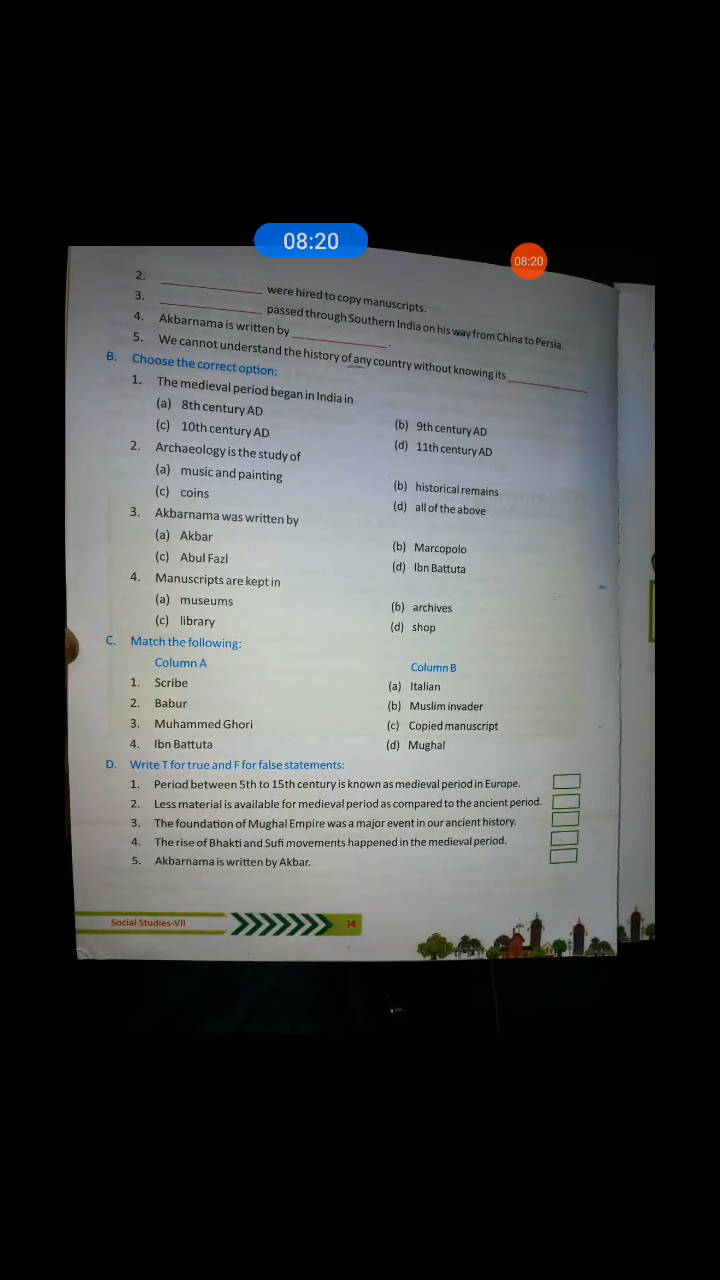 08:20
08:20
2. ____________ were hired to copy manuscripts.
3. ____________ passed through Southern India on his way from China to Persia.
4. Akbarnama is written by ____________.
5. We cannot understand the history of any country without knowing its ____________
B. Choose the correct option:
1. The medieval period began in India in
(a) 8th century AD (b) 9th century AD
(c) 10th century AD (d) 11th century AD
2. Archaeology is the study of
(a) music and painting (b) historical remains
(c) coins (d) all of the above
3. Akbarnama was written by
(a) Akbar (b) Marcopolo
(c) Abul Fazl (d) Ibn Battuta
4. Manuscripts are kept in
(a) museums (b) archives
(c) library (d) shop
C. Match the following:
Column A Column B
1. Scribe (a) Italian
2. Babur (b) Muslim invader
3. Muhammed Ghori (c) Copied manuscript
4. Ibn Battuta (d) Mughal
D. Write T for true and F for false statements:
1. Period between 5th to 15th century is known as medieval period in Europe.
2. Less material is available for medieval period as compared to the ancient period.
3. The foundation of Mughal Empire was a major event in our ancient history.
4. The rise of Bhakti and Sufi movements happened in the medieval period.
5. Akbarnama is written by Akbar.
Social Studies-VII 14